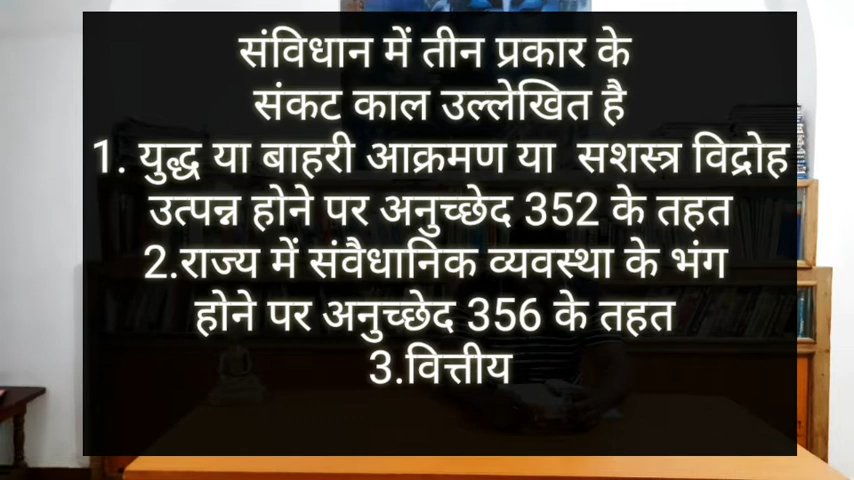 संविधान में तीन प्रकार के
संकट काल उल्लेखित है
1. युद्ध या बाहरी आक्रमण या सशस्त्र विद्रोह
उत्पन्न होने पर अनुच्छेद 352 के तहत
2.राज्य में संवैधानिक व्यवस्था के भंग
होने पर अनुच्छेद 356 के तहत
3.वित्तीय